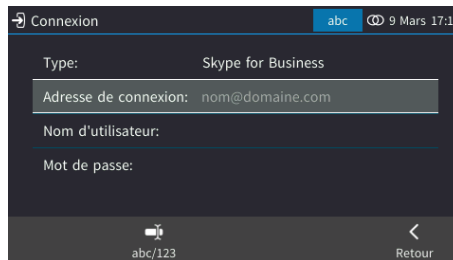 Connexion abc 9 Mars 17:1
Type: Skype for Business
Adresse de connexion: nom@domaine.com
Nom d'utilisateur:
Mot de passe:
abc/123 Retour